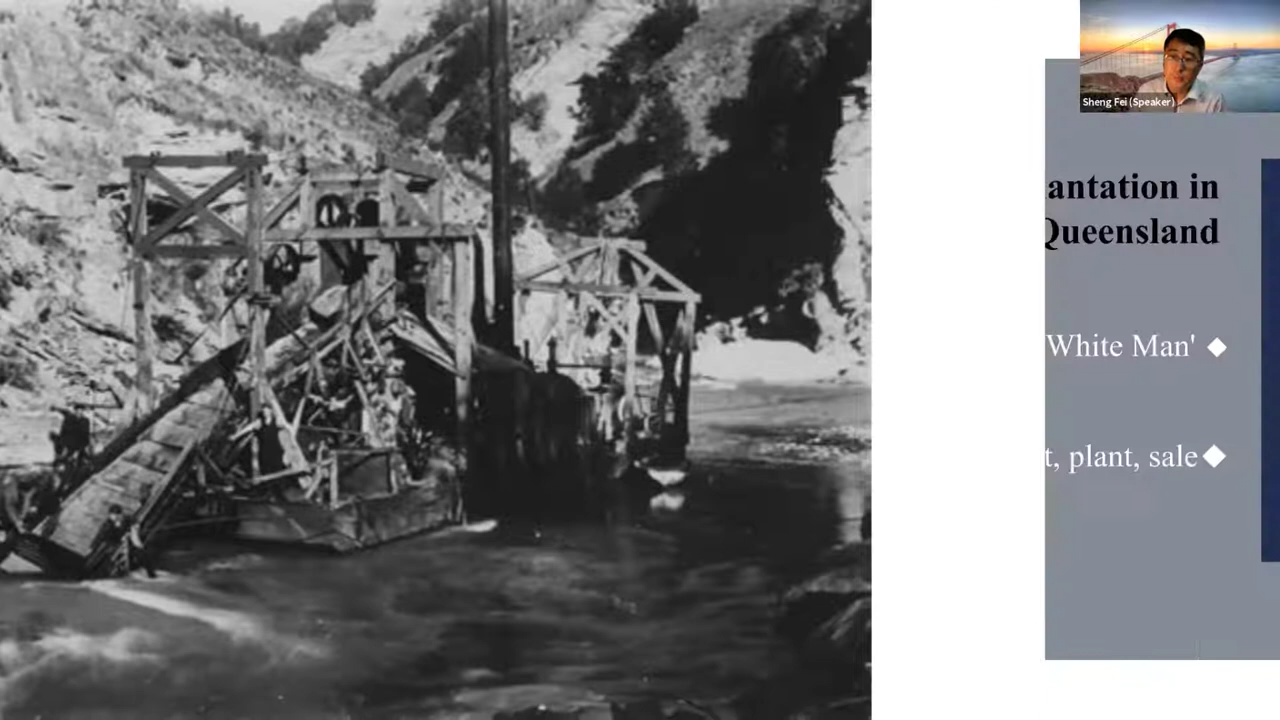 Sheng Fei (Speaker)
antation in
Queensland
White Man' ◆
t, plant, sale◆